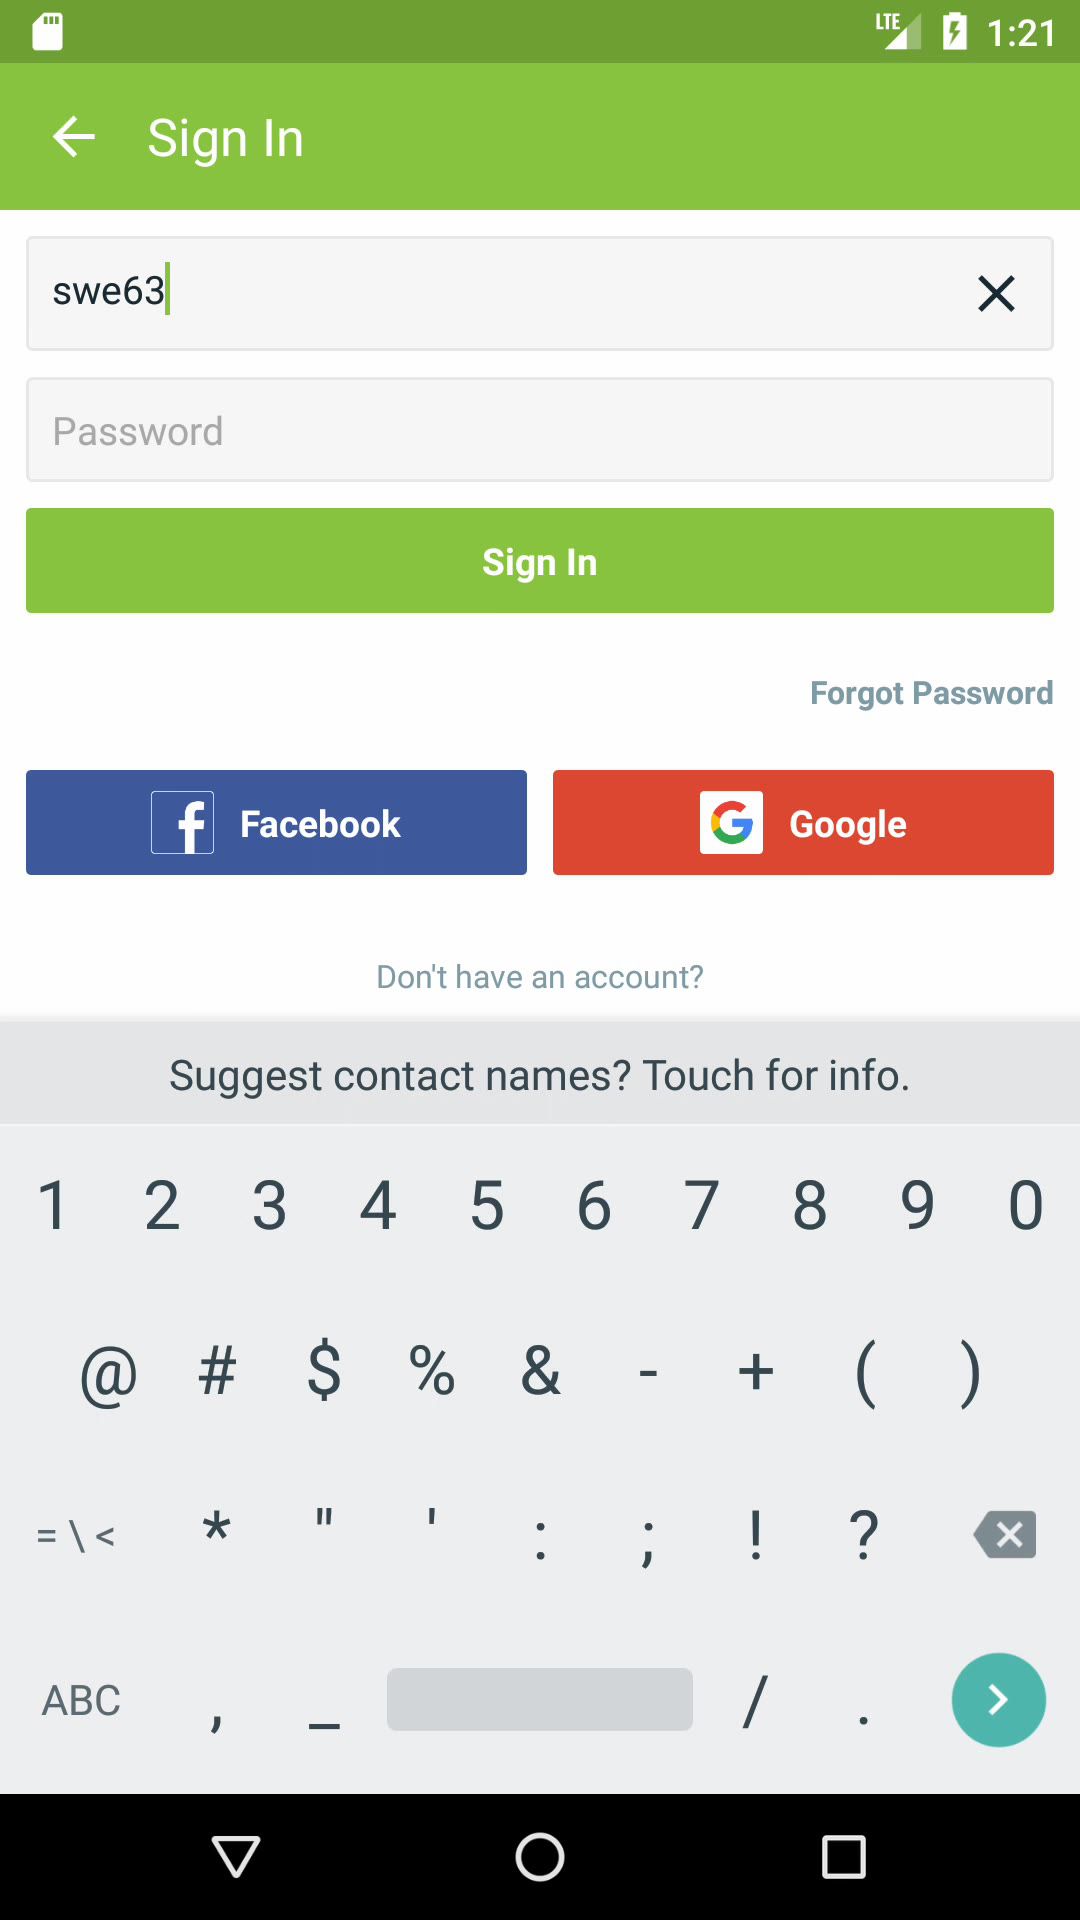 LTE 1:21
Sign In
swe63
Password
Sign In
Forgot Password
Facebook Google
Don't have an account?
Suggest contact names? Touch for info.
1 2 3 4 5 6 7 8 9 0
@ # $ % & - + ( )
= \ < * " ' : ; ! ?
ABC , _ / .